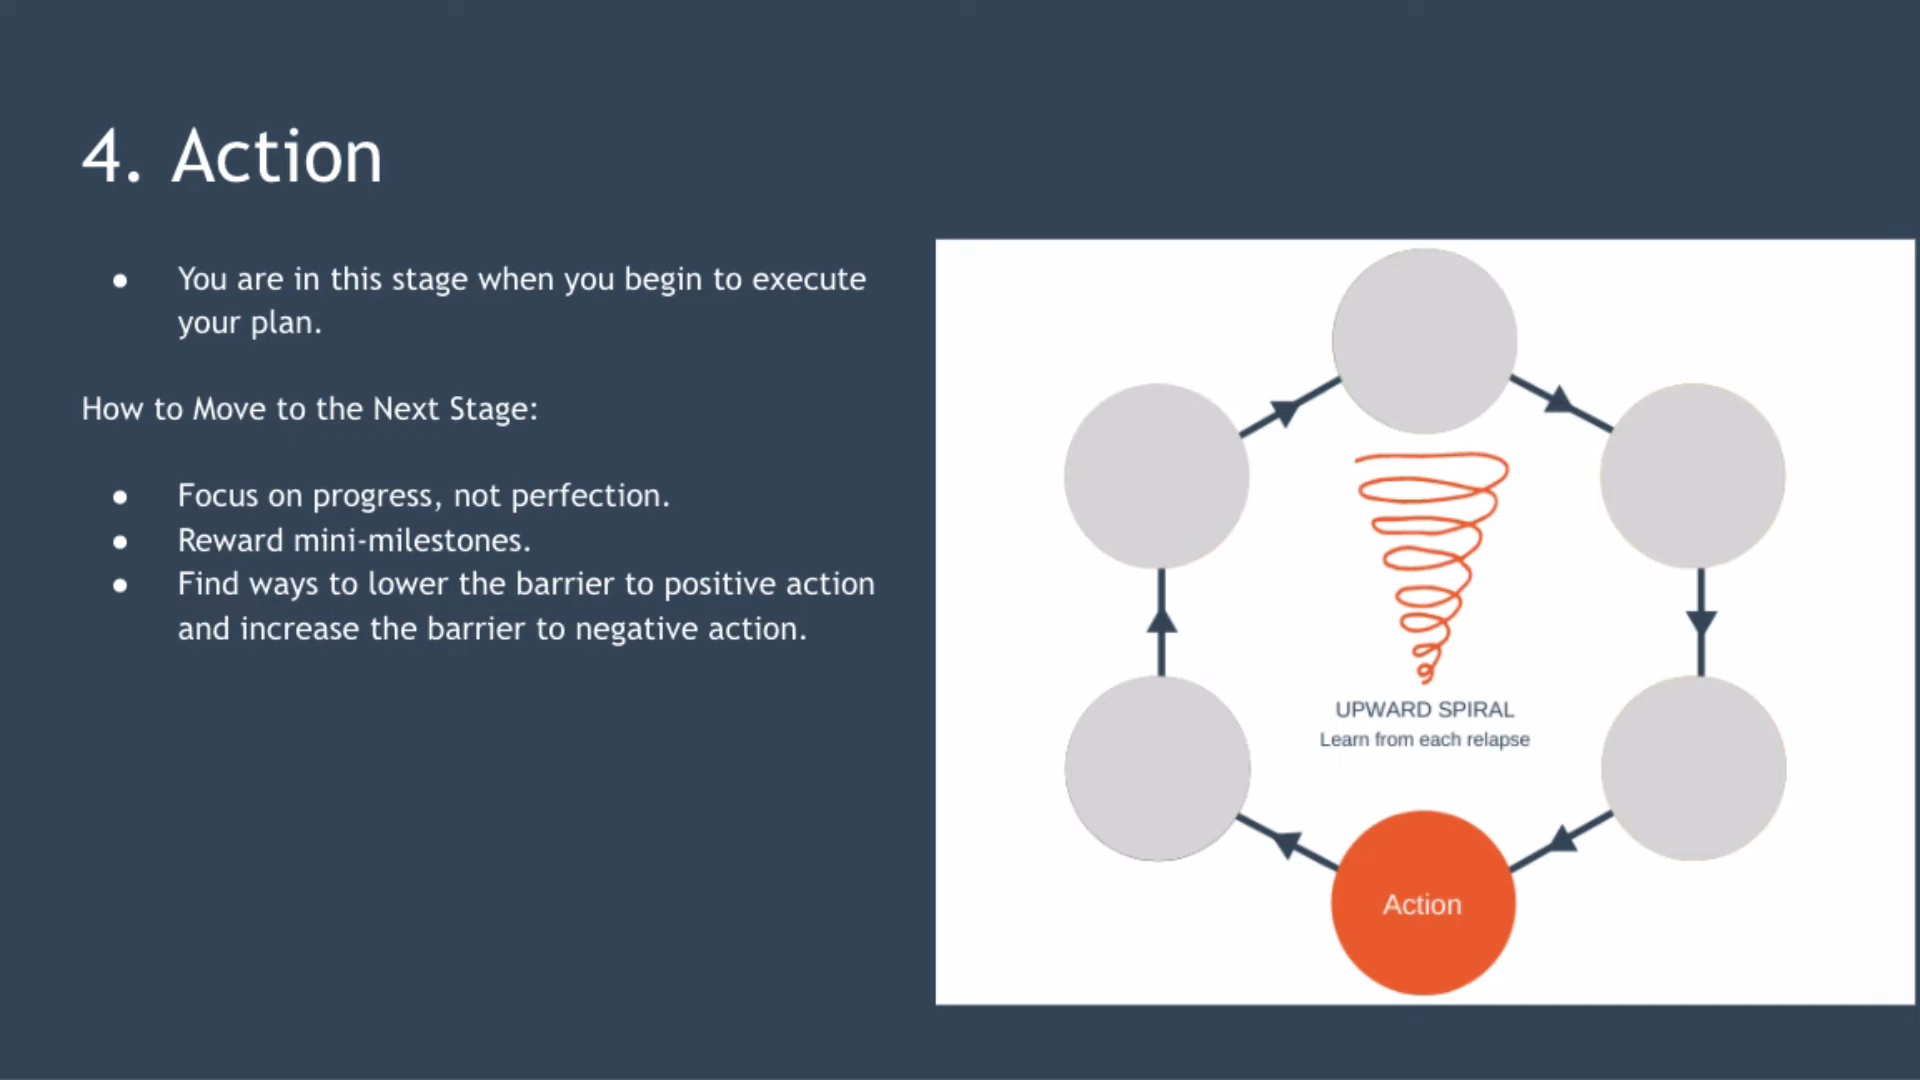 4. Action
● You are in this stage when you begin to execute
your plan.
How to Move to the Next Stage:
● Focus on progress, not perfection.
● Reward mini-milestones.
● Find ways to lower the barrier to positive action
and increase the barrier to negative action.
UPWARD SPIRAL
Learn from each relapse
Action